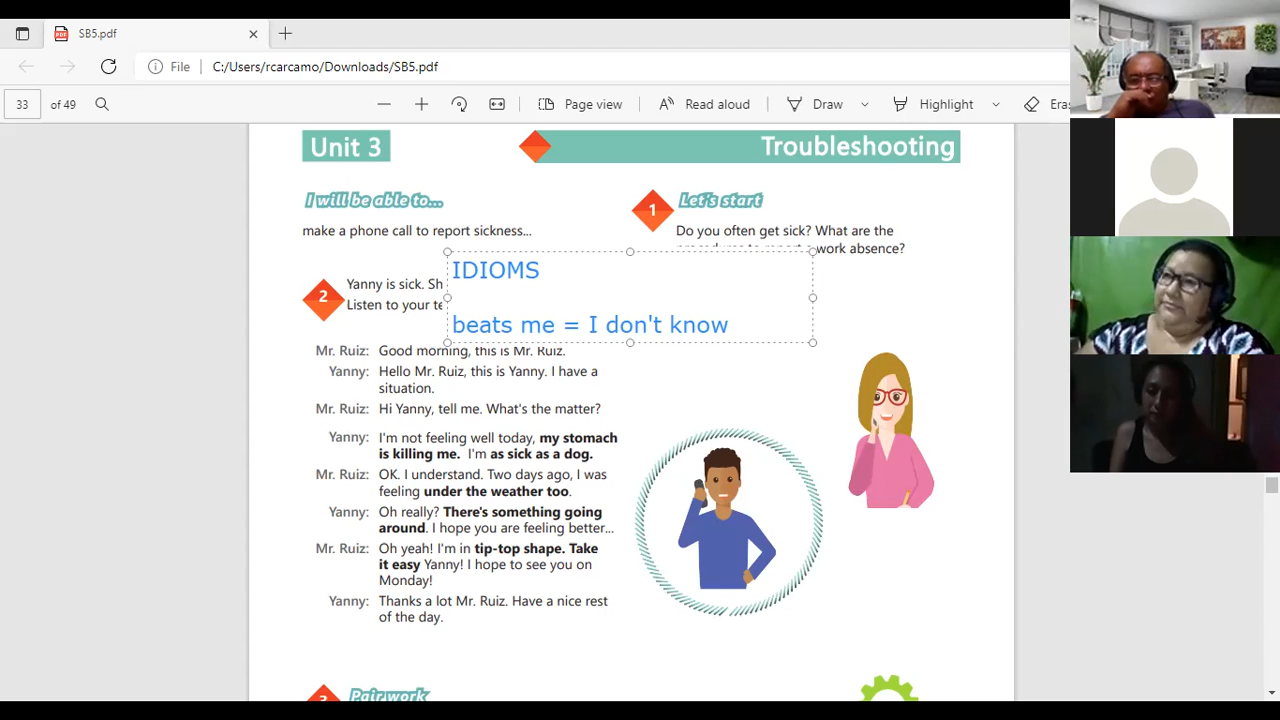 SB5.pdf
File C:/Users/rcarcamo/Downloads/SB5.pdf
33 of 49 Page view Read aloud Draw Highlight
Unit 3
Troubleshooting
I will be able to...
make a phone call to report sickness...
1 Let's start
Do you often get sick? What are the
work absence?
IDIOMS
beats me = I don't know
2 Yanny is sick.
Listen to your
Mr. Ruiz: Good morning, this is Mr. Ruiz.
Yanny: Hello Mr. Ruiz, this is Yanny. I have a
situation.
Mr. Ruiz: Hi Yanny, tell me. What's the matter?
Yanny: I'm not feeling well today, my stomach
is killing me. I'm as sick as a dog.
Mr. Ruiz: OK. I understand. Two days ago, I was
feeling under the weather too.
Yanny: Oh really? There's something going
around. I hope you are feeling better...
Mr. Ruiz: Oh yeah! I'm in tip-top shape. Take
it easy Yanny! I hope to see you on
Monday!
Yanny: Thanks a lot Mr. Ruiz. Have a nice rest
of the day.
3 Pair work